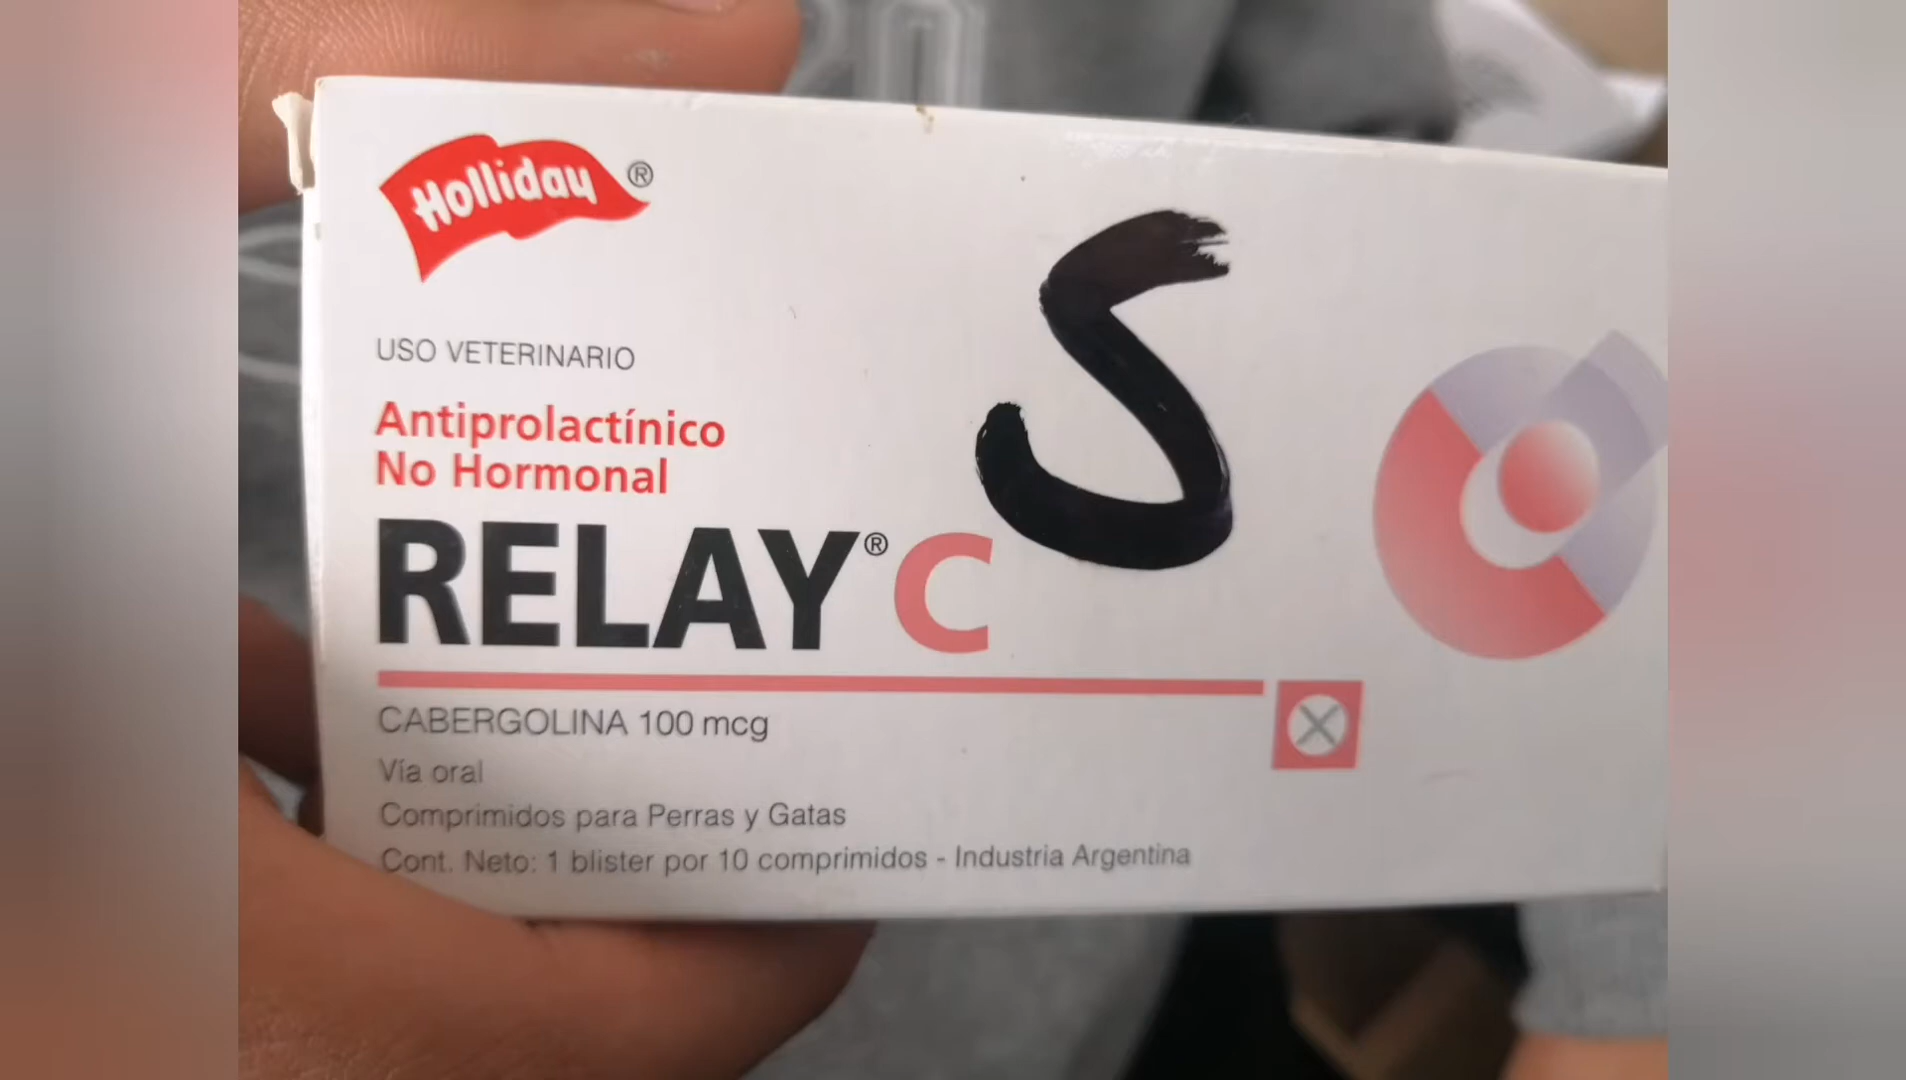 Holliday®
USO VETERINARIO
Antiprolactínico
No Hormonal
RELAY® C
S
CABERGOLINA 100 mcg
Vía oral
Comprimidos para Perras y Gatas
Cont. Neto: 1 blister por 10 comprimidos - Industria Argentina